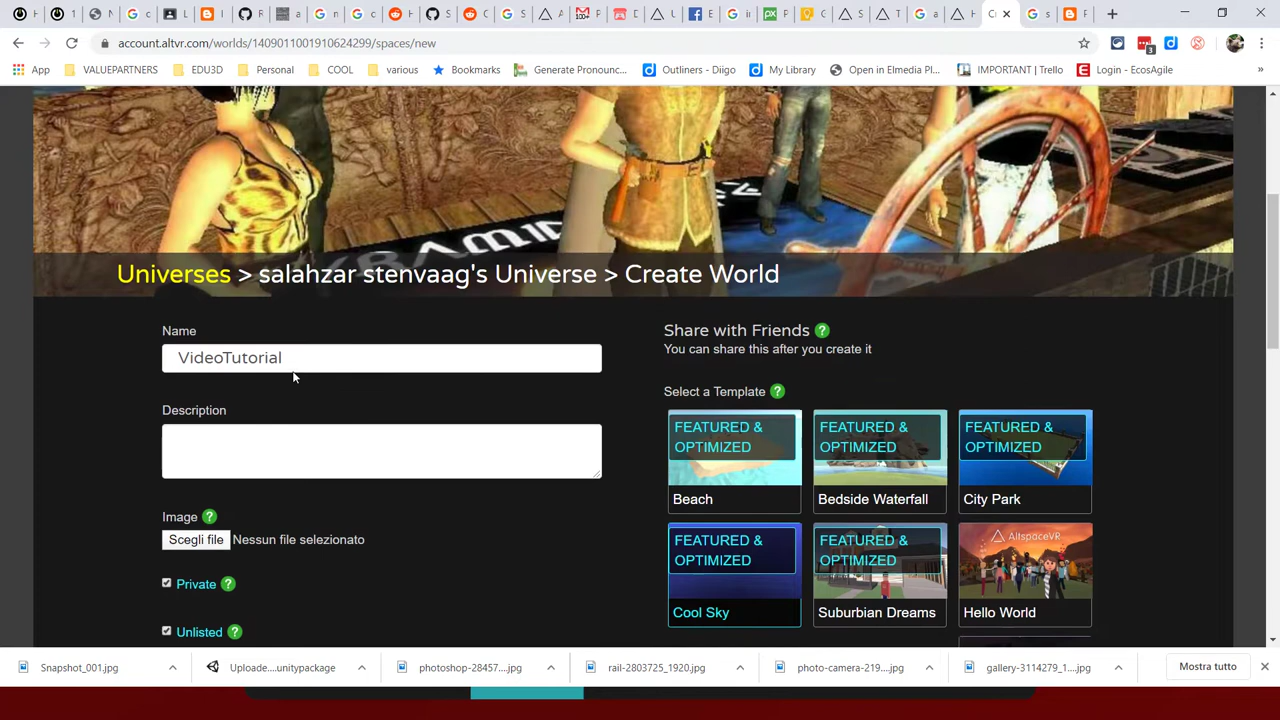 account.altvr.com/worlds/1409011001910624299/spaces/new
App VALUEPARTNERS EDU3D Personal COOL various Bookmarks Generate Pronounc... Outliners - Diigo My Library Open in Elmedia Pl... IMPORTANT | Trello Login - EcosAgile »
Universes > salahzar stenvaag's Universe > Create World
Name
VideoTutorial
Description
Image ?
Scegli file Nessun file selezionato
Private ?
Unlisted ?
Share with Friends ?
You can share this after you create it
Select a Template ?
FEATURED &
OPTIMIZED
Beach
FEATURED &
OPTIMIZED
Bedside Waterfall
FEATURED &
OPTIMIZED
City Park
FEATURED &
OPTIMIZED
Cool Sky
FEATURED &
OPTIMIZED
Suburbian Dreams
AltspaceVR
Hello World
Snapshot_001.jpg Uploade....unitypackage photoshop-28457....jpg rail-2803725_1920.jpg photo-camera-219....jpg gallery-3114279_1....jpg Mostra tutto